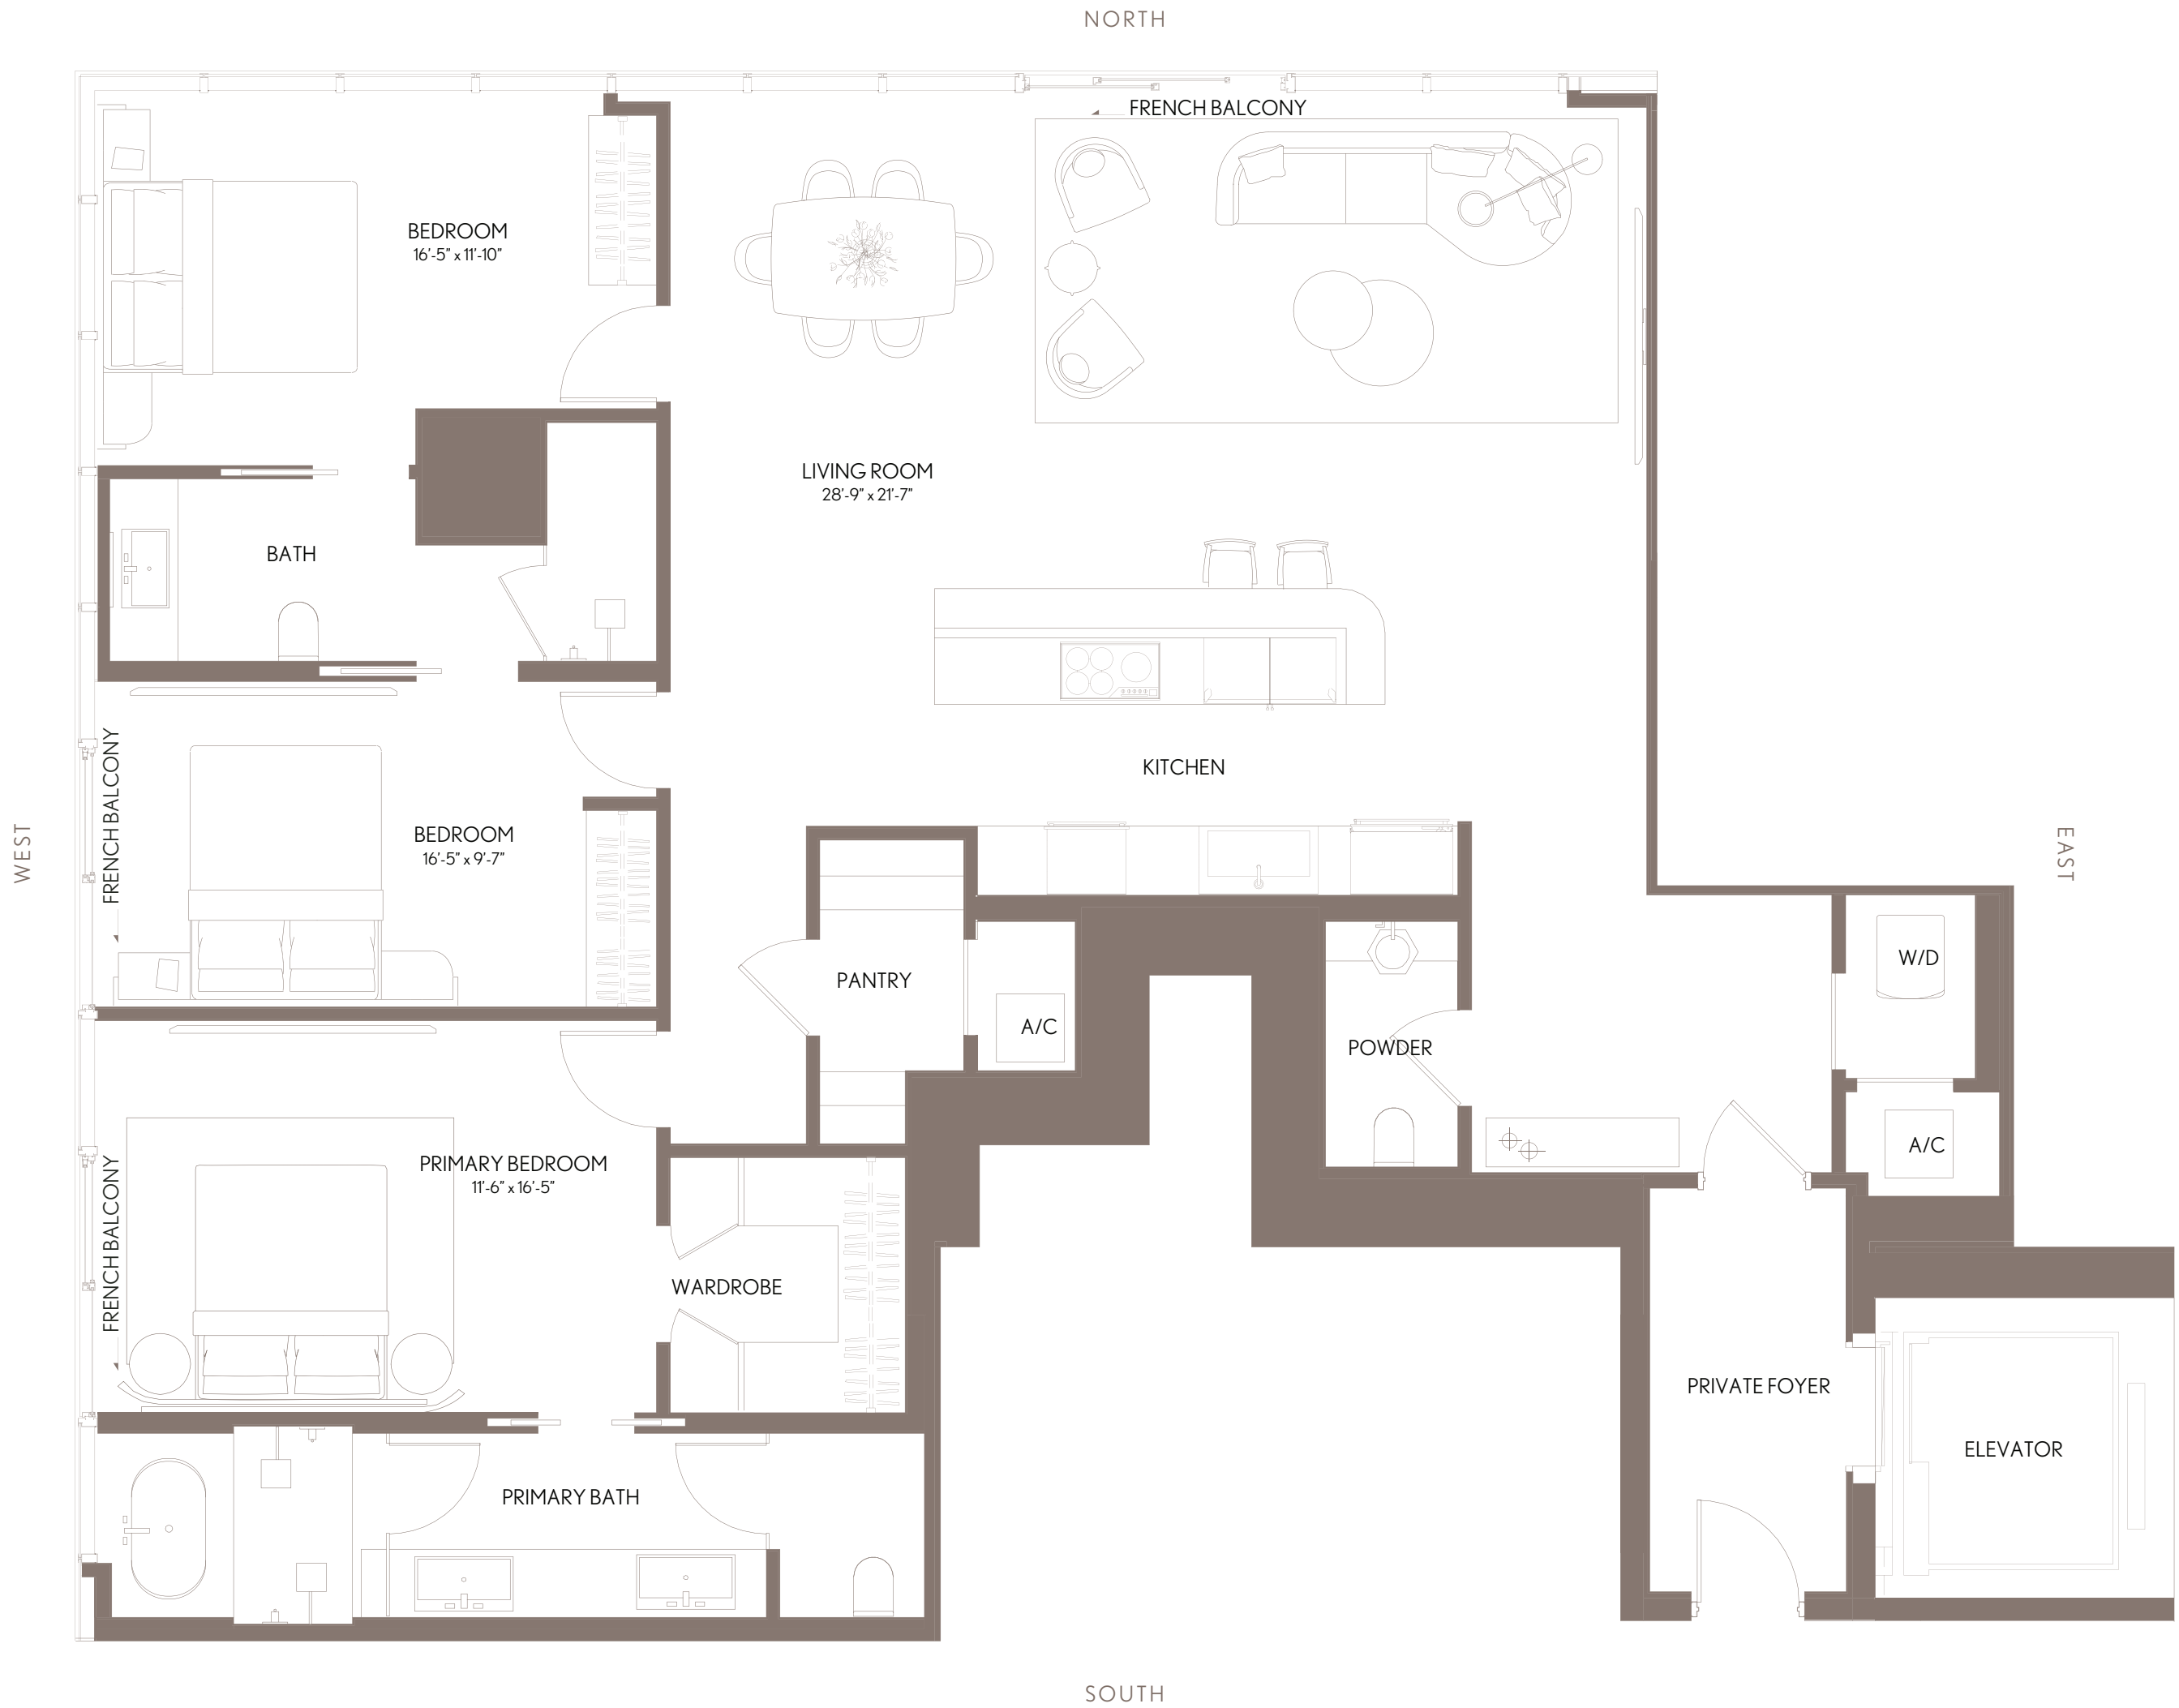 NORTH
FRENCH BALCONY
BEDROOM
16'-5" x 11'-10"
LIVING ROOM
28'-9" x 21'-7"
BATH
KITCHEN
FRENCH BALCONY
WEST
EAST
BEDROOM
16'-5" x 9'-7"
W/D
PANTRY
A/C
POWDER
A/C
PRIMARY BEDROOM
11'-6" x 16'-5"
FRENCH BALCONY
WARDROBE
PRIVATE FOYER
ELEVATOR
PRIMARY BATH
SOUTH